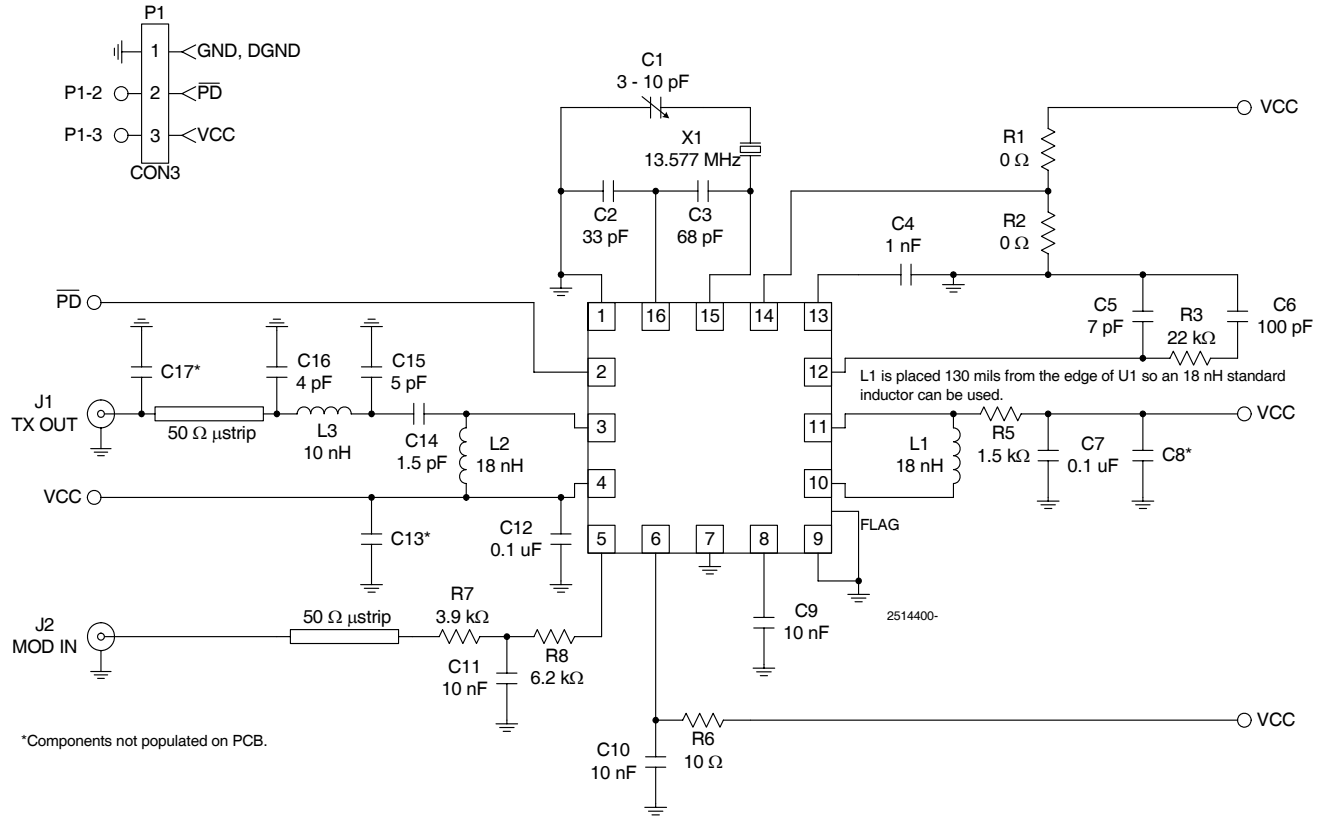 P1
1
GND, DGND
P1-2
2
PD
P1-3
3
VCC
CON3
C1
3 - 10 pF
X1
13.577 MHz
C2
33 pF
C3
68 pF
R1
0 Ω
VCC
R2
0 Ω
C4
1 nF
C5
7 pF
R3
22 kΩ
C6
100 pF
PD
1
16
15
14
13
2
12
3
11
4
10
5
6
7
8
9
L1 is placed 130 mils from the edge of U1 so an 18 nH standard
inductor can be used.
C17*
C16
4 pF
C15
5 pF
J1
TX OUT
50 Ω µstrip
L3
10 nH
C14
1.5 pF
L2
18 nH
VCC
C13*
C12
0.1 uF
L1
18 nH
R5
1.5 kΩ
C7
0.1 uF
C8*
VCC
FLAG
2514400-
J2
MOD IN
50 Ω µstrip
R7
3.9 kΩ
C11
10 nF
R8
6.2 kΩ
C9
10 nF
C10
10 nF
R6
10 Ω
VCC
*Components not populated on PCB.